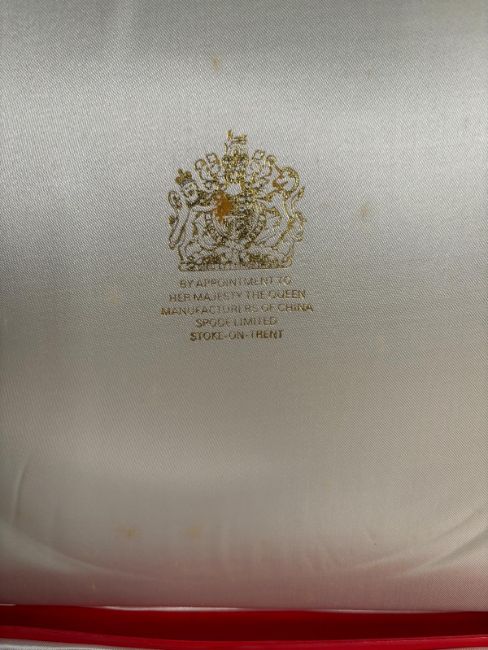 BY APPOINTMENT TO
HER MAJESTY THE QUEEN
MANUFACTURERS OF CHINA
SPODE LIMITED
STOKE-ON-TRENT